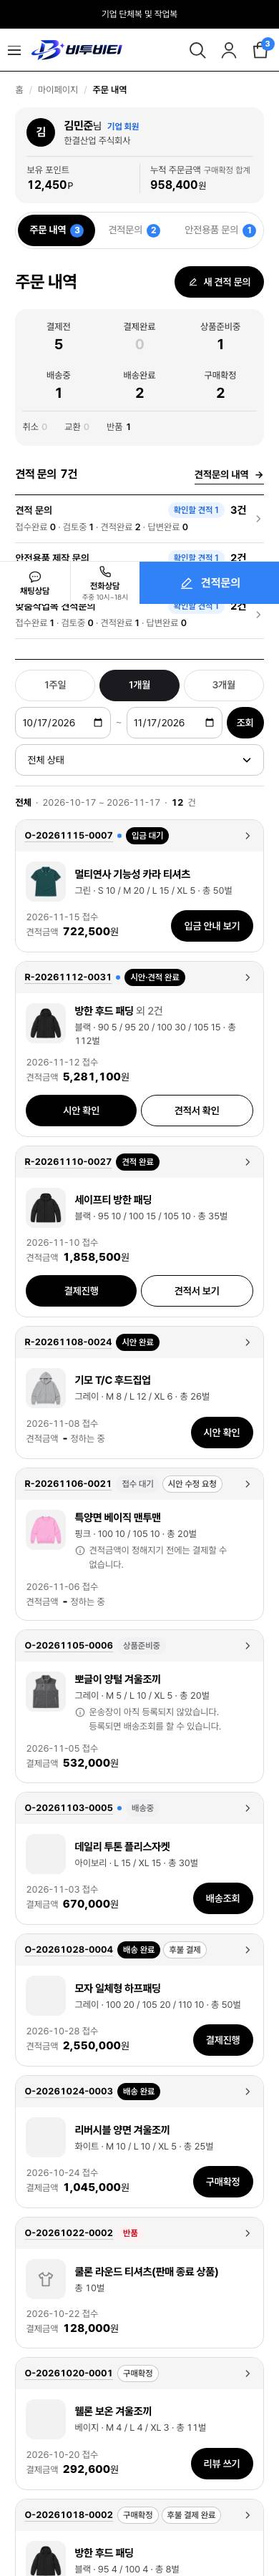 기업 단체복 및 작업복
비투비티
3
홈 / 마이페이지 / 주문 내역
김
김민준님 기업 회원
한결산업 주식회사
보유 포인트
12,450P
누적 주문금액 구매확정 합계
958,400원
주문 내역 3
견적문의 2
안전용품 문의 1
주문 내역
새 견적 문의
결제전 결제완료 상품준비중
5 0 1
배송중 배송완료 구매확정
1 2 2
취소 0 교환 0 반품 1
견적 문의 7건
견적문의 내역 →
견적 문의 확인할 견적 1 3건
접수완료 0 · 검토중 1 · 견적완료 2 · 답변완료 0
안전용품 제작 문의 확인할 견적 1 2건
채팅상담
전화상담
주중 10시~18시
견적문의
맞춤작업복 견적문의 확인할 견적 1 2건
접수완료 1 · 검토중 0 · 견적완료 1 · 답변완료 0
1주일 1개월 3개월
10/17/2026 ~ 11/17/2026 조회
전체 상태
전체 · 2026-10-17 ~ 2026-11-17 · 12 건
O-20261115-0007 입금 대기
멀티연사 기능성 카라 티셔츠
그린 · S 10 / M 20 / L 15 / XL 5 · 총 50벌
2026-11-15 접수
견적금액 722,500원
입금 안내 보기
R-20261112-0031 시안·견적 완료
방한 후드 패딩 외 2건
블랙 · 90 5 / 95 20 / 100 30 / 105 15 · 총
112벌
2026-11-12 접수
견적금액 5,281,100원
시안 확인 견적서 확인
R-20261110-0027 견적 완료
세이프티 방한 패딩
블랙 · 95 10 / 100 15 / 105 10 · 총 35벌
2026-11-10 접수
견적금액 1,858,500원
결제진행 견적서 보기
R-20261108-0024 시안 완료
기모 T/C 후드집업
그레이 · M 8 / L 12 / XL 6 · 총 26벌
2026-11-08 접수
견적금액 - 정하는 중
시안 확인
R-20261106-0021 접수 대기 시안 수정 요청
특양면 베이직 맨투맨
핑크 · 100 10 / 105 10 · 총 20벌
견적금액이 정해지기 전에는 결제할 수
없습니다.
2026-11-06 접수
견적금액 - 정하는 중
O-20261105-0006 상품준비중
뽀글이 양털 겨울조끼
그레이 · M 5 / L 10 / XL 5 · 총 20벌
운송장이 아직 등록되지 않았습니다.
등록되면 배송조회를 할 수 있습니다.
2026-11-05 접수
결제금액 532,000원
O-20261103-0005 배송중
데일리 투톤 플리스자켓
아이보리 · L 15 / XL 15 · 총 30벌
2026-11-03 접수
결제금액 670,000원
배송조회
O-20261028-0004 배송 완료 후불 결제
모자 일체형 하프패딩
그레이 · 100 20 / 105 20 / 110 10 · 총 50벌
2026-10-28 접수
견적금액 2,550,000원
결제진행
O-20261024-0003 배송 완료
리버시블 양면 겨울조끼
화이트 · M 10 / L 10 / XL 5 · 총 25벌
2026-10-24 접수
결제금액 1,045,000원
구매확정
O-20261022-0002 반품
쿨론 라운드 티셔츠(판매 종료 상품)
총 10벌
2026-10-22 접수
결제금액 128,000원
O-20261020-0001 구매확정
웰론 보온 겨울조끼
베이지 · M 4 / L 4 / XL 3 · 총 11벌
2026-10-20 접수
결제금액 292,600원
리뷰 쓰기
O-20261018-0002 구매확정 후불 결제 완료
방한 후드 패딩
블랙 · 95 4 / 100 4 · 총 8벌